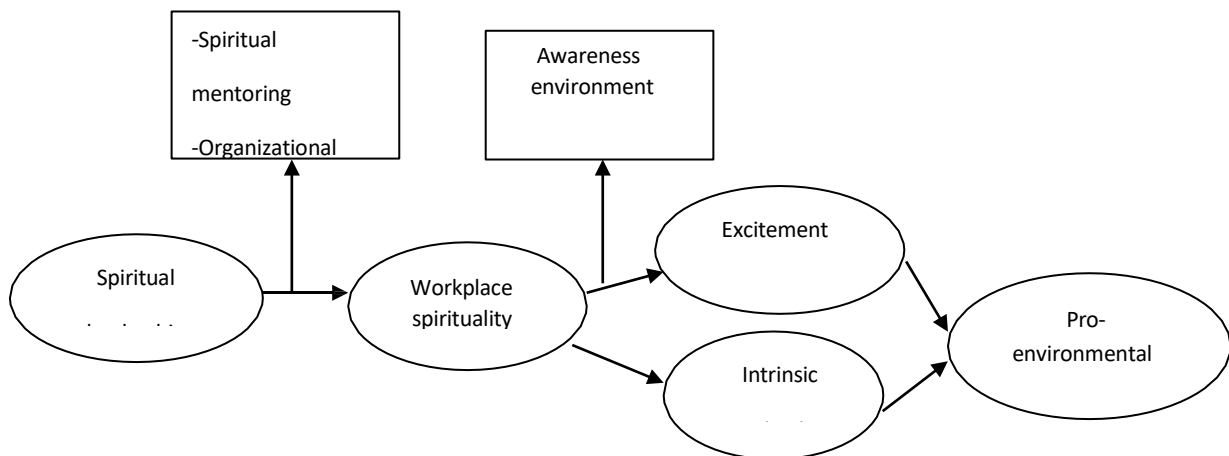 -Spiritual
mentoring
-Organizational
Awareness
environment
Excitement
Spiritual
Workplace
spirituality
Intrinsic
Pro-
environmental